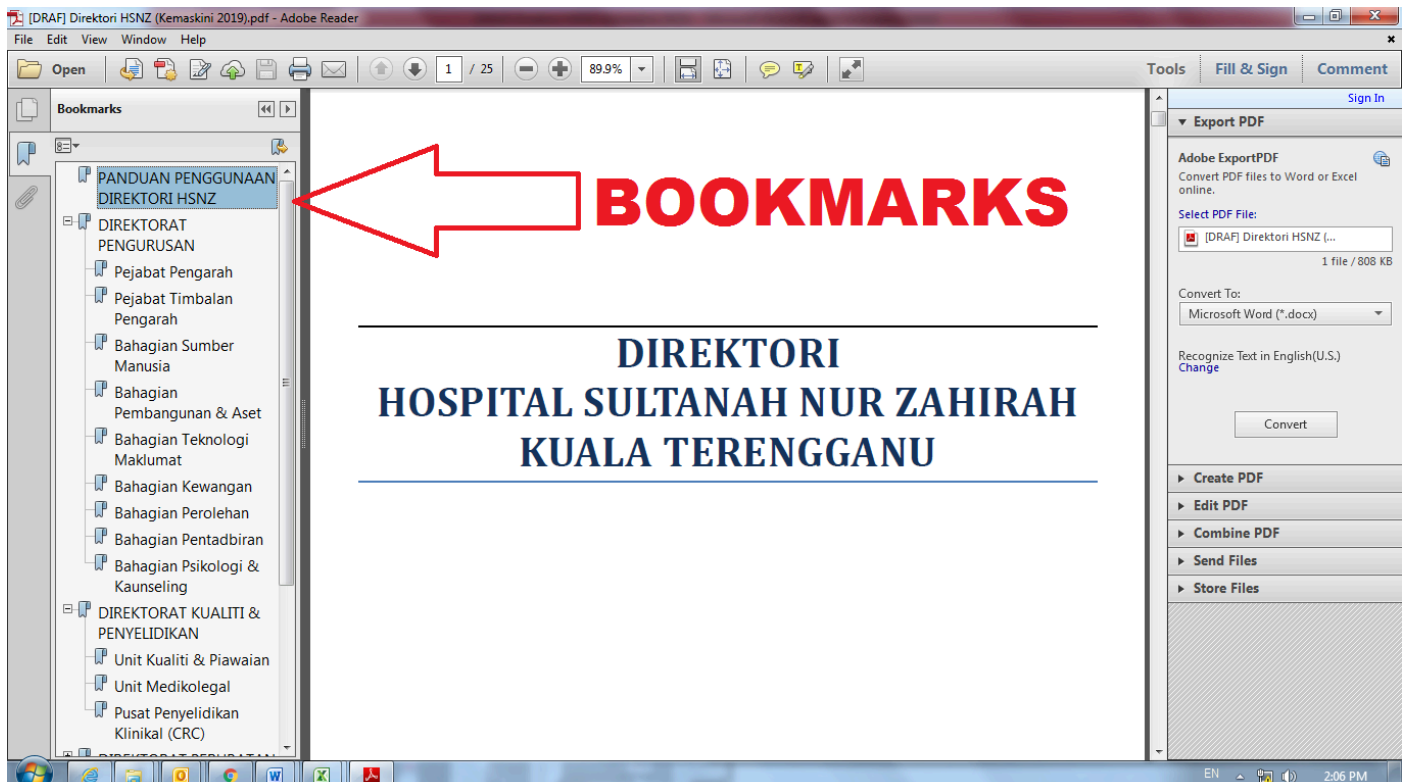 [DRAF] Direktori HSNZ (Kemaskini 2019).pdf - Adobe Reader
File Edit View Window Help
Open 1 / 25 89.9% Tools Fill & Sign Comment
Bookmarks
PANDUAN PENGGUNAAN
DIREKTORI HSNZ
DIREKTORAT
PENGURUSAN
Pejabat Pengarah
Pejabat Timbalan
Pengarah
Bahagian Sumber
Manusia
Bahagian
Pembangunan & Aset
Bahagian Teknologi
Maklumat
Bahagian Kewangan
Bahagian Perolehan
Bahagian Pentadbiran
Bahagian Psikologi &
Kaunseling
DIREKTORAT KUALITI &
PENYELIDIKAN
Unit Kualiti & Piawaian
Unit Medikolegal
Pusat Penyelidikan
Klinikal (CRC)
DIREKTORAT PERUBATAN
BOOKMARKS
DIREKTORI
HOSPITAL SULTANAH NUR ZAHIRAH
KUALA TERENGGANU
Sign In
Export PDF
Adobe ExportPDF
Convert PDF files to Word or Excel
online.
Select PDF File:
[DRAF] Direktori HSNZ (...
1 file / 808 KB
Convert To:
Microsoft Word (*.docx)
Recognize Text in English(U.S.)
Change
Convert
Create PDF
Edit PDF
Combine PDF
Send Files
Store Files
EN 2:06 PM